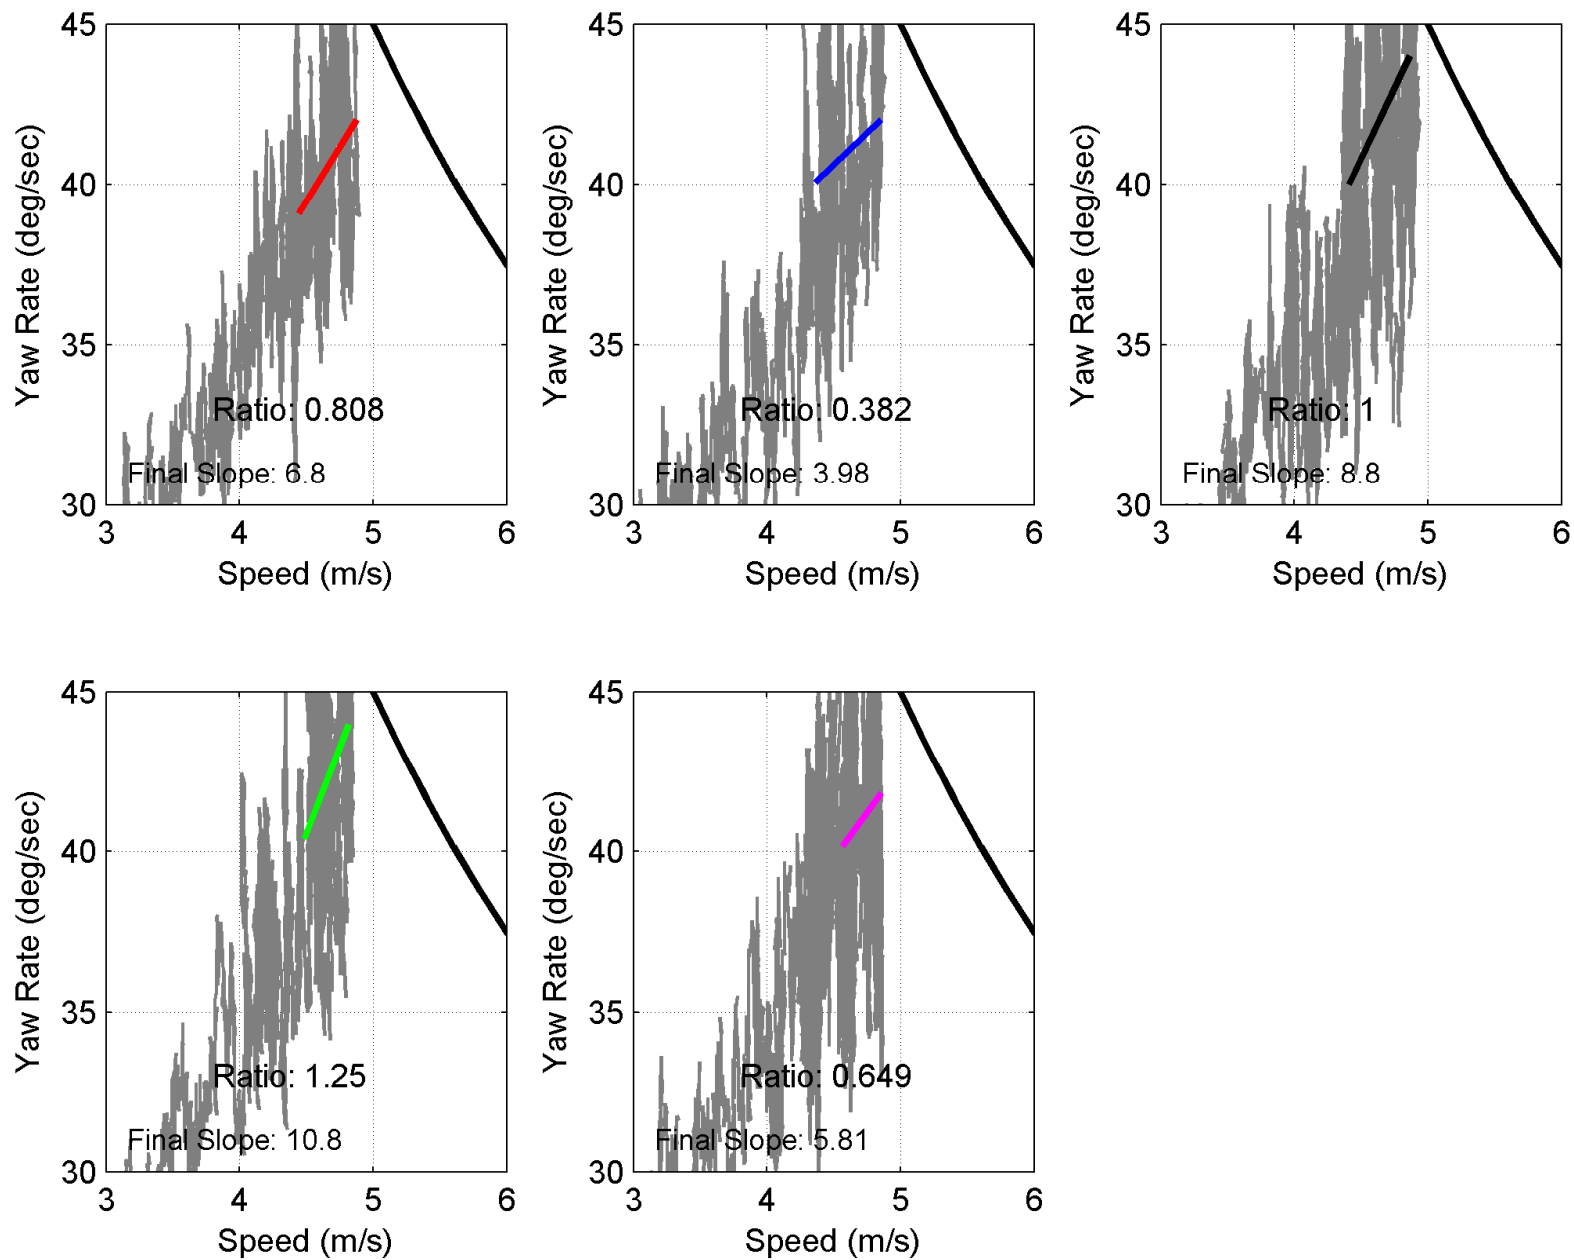 45
40
35
30
Yaw Rate (deg/sec)
Ratio: 0.808
Final Slope: 6.8
3 4 5 6
Speed (m/s)
45
40
35
30
Yaw Rate (deg/sec)
Ratio: 0.382
Final Slope: 3.98
3 4 5 6
Speed (m/s)
45
40
35
30
Yaw Rate (deg/sec)
Ratio: 1
Final Slope: 8.8
3 4 5 6
Speed (m/s)
45
40
35
30
Yaw Rate (deg/sec)
Ratio: 1.25
Final Slope: 10.8
3 4 5 6
Speed (m/s)
45
40
35
30
Yaw Rate (deg/sec)
Ratio: 0.649
Final Slope: 5.81
3 4 5 6
Speed (m/s)